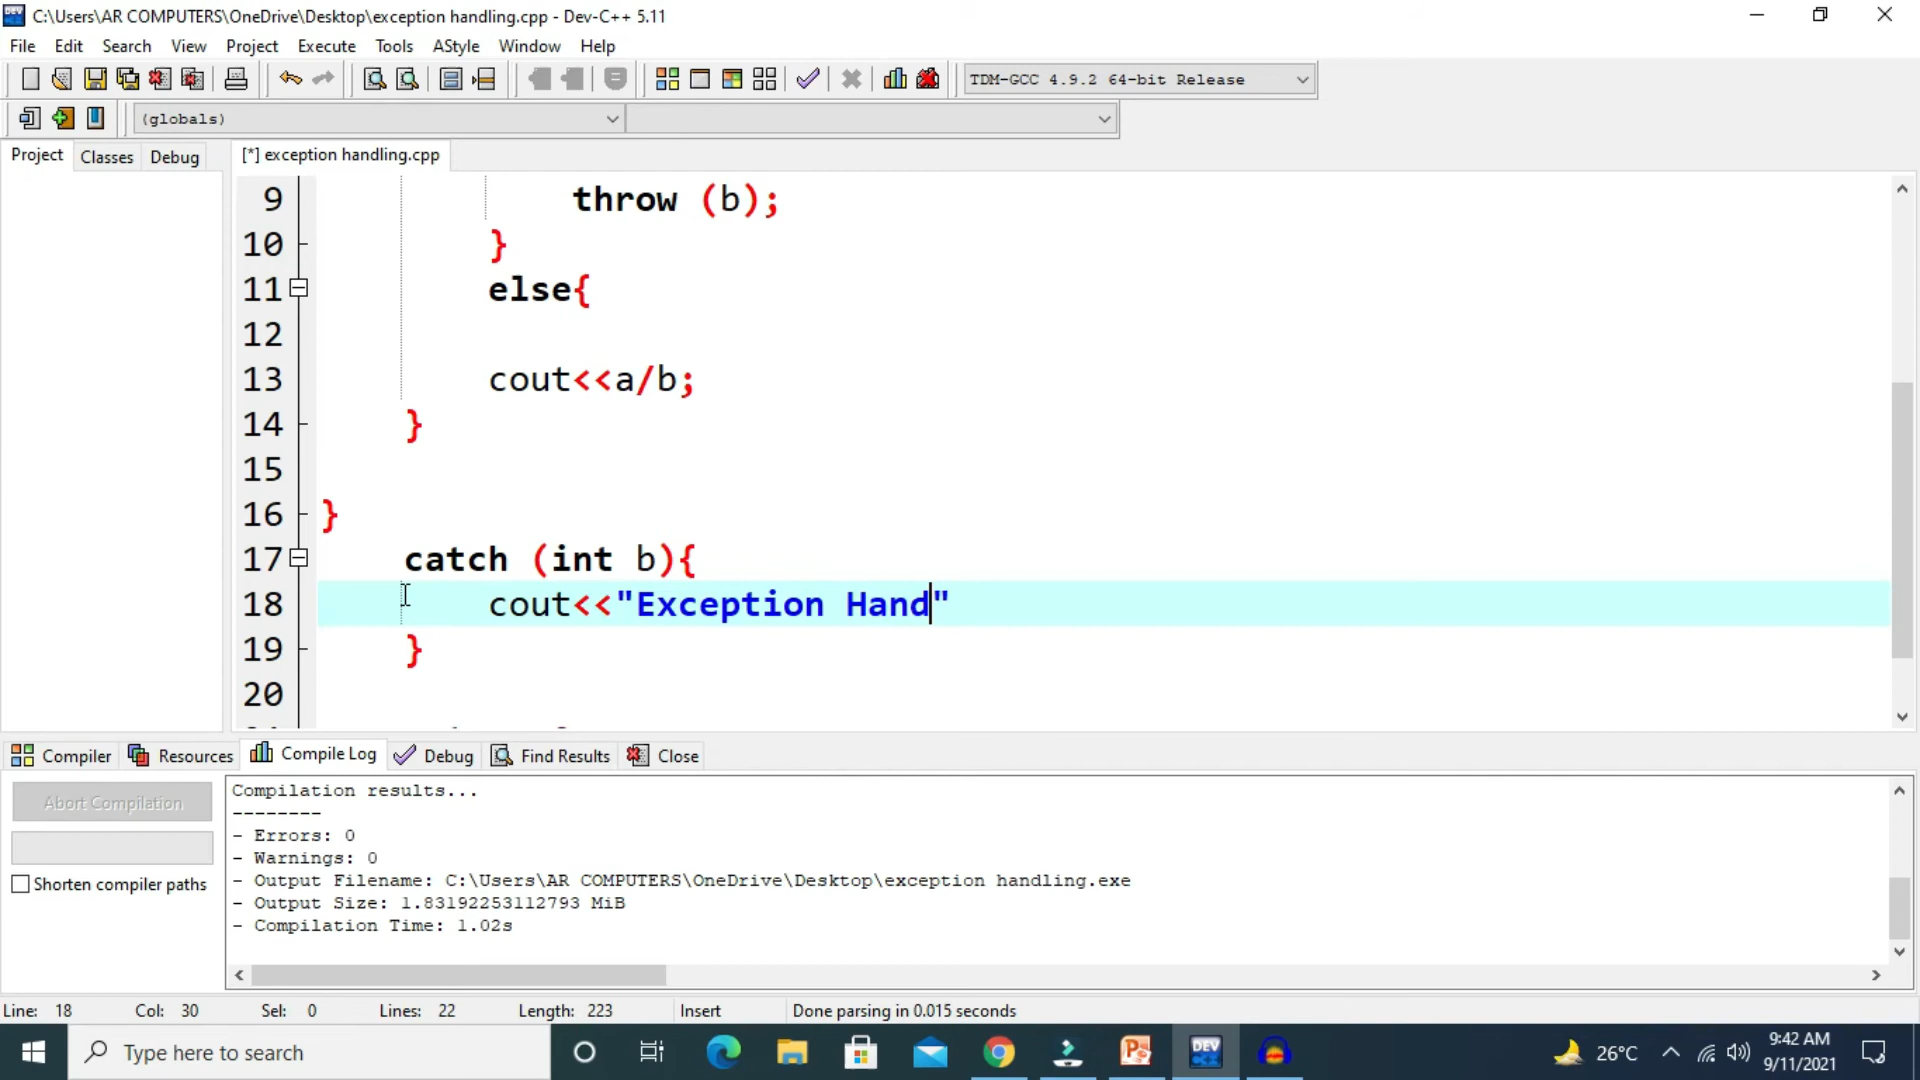 C:\Users\AR COMPUTERS\OneDrive\Desktop\exception handling.cpp - Dev-C++ 5.11
File Edit Search View Project Execute Tools AStyle Window Help
TDM-GCC 4.9.2 64-bit Release
(globals)
Project Classes Debug [*] exception handling.cpp
9 throw (b);
10 }
11 else{
12
13 cout<<a/b;
14 }
15
16 }
17 catch (int b){
18 cout<<"Exception Hand"
19 }
20
Compiler Resources Compile Log Debug Find Results Close
Abort Compilation
Shorten compiler paths
Compilation results...
--------
- Errors: 0
- Warnings: 0
- Output Filename: C:\Users\AR COMPUTERS\OneDrive\Desktop\exception handling.exe
- Output Size: 1.83192253112793 MiB
- Compilation Time: 1.02s
Line: 18 Col: 30 Sel: 0 Lines: 22 Length: 223 Insert Done parsing in 0.015 seconds
Type here to search
DEV
26°C
9:42 AM
9/11/2021